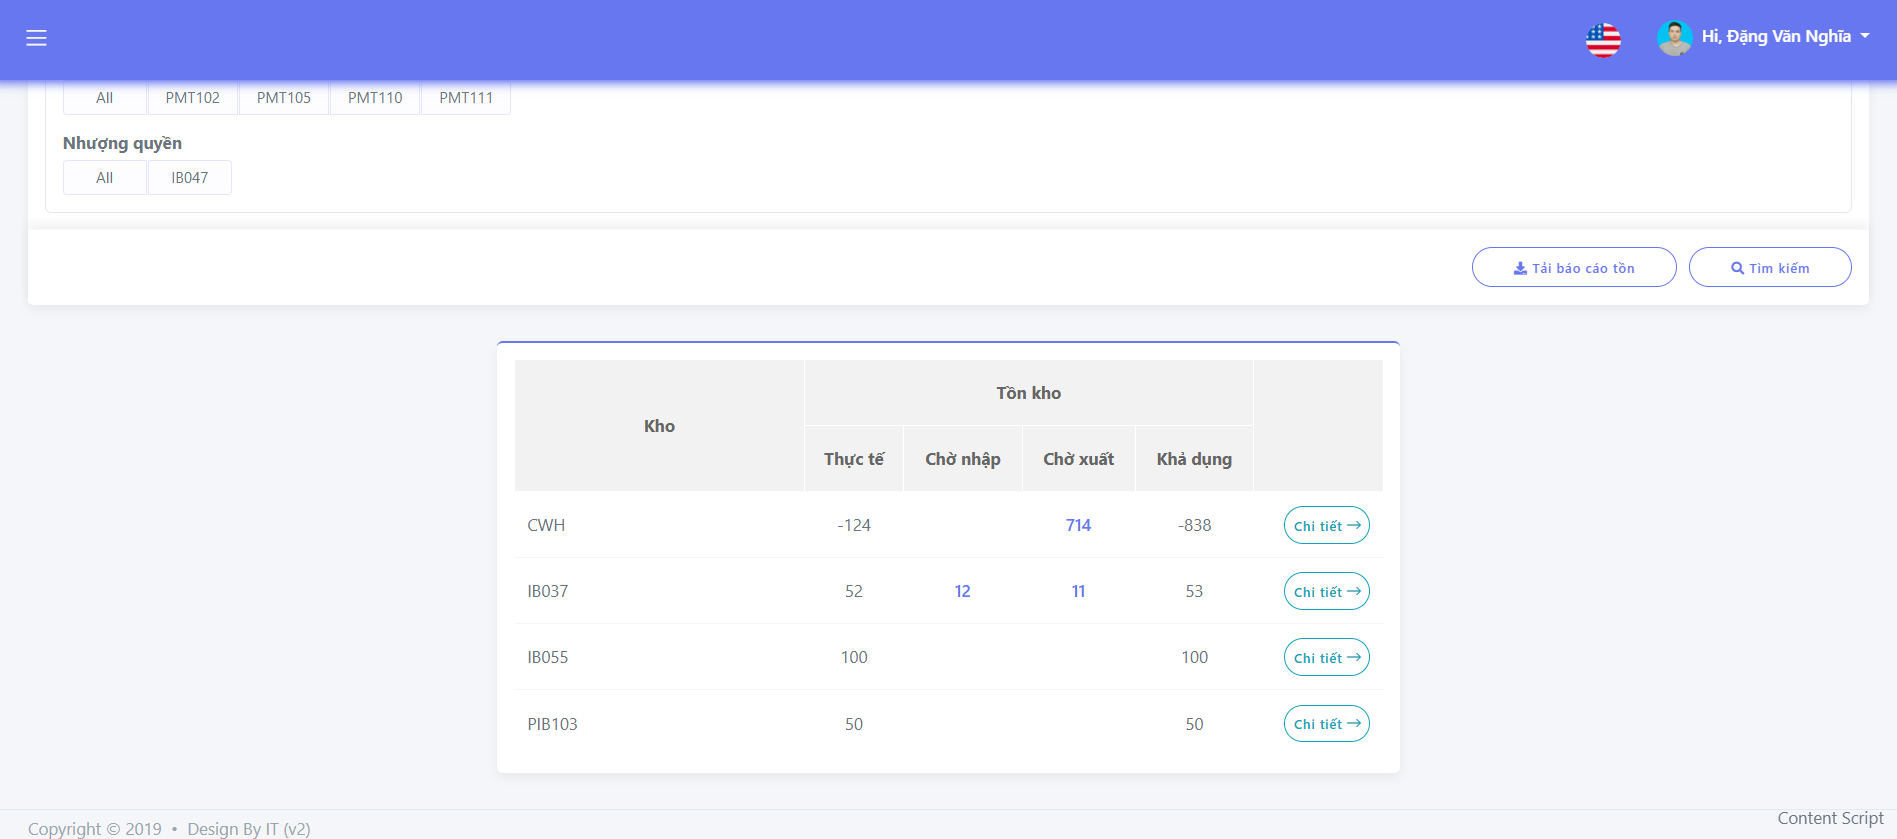 Hi, Đặng Văn Nghĩa
All PMT102 PMT105 PMT110 PMT111
Nhượng quyền
All IB047
Tải báo cáo tồn Tìm kiếm
Kho Tồn kho
Thực tế Chờ nhập Chờ xuất Khả dụng
CWH -124 714 -838 Chi tiết →
IB037 52 12 11 53 Chi tiết →
IB055 100 100 Chi tiết →
PIB103 50 50 Chi tiết →
Content Script
Copyright © 2019 • Design By IT (v2)